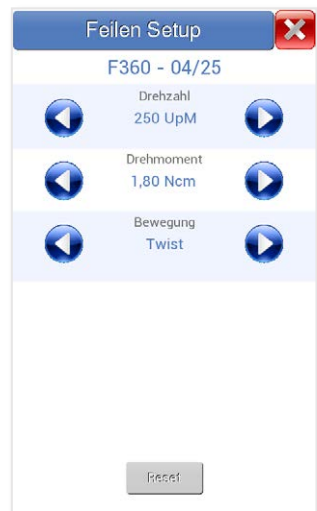 Feilen Setup
F360 - 04/25
Drehzahl
250 UpM
Drehmoment
1,80 Ncm
Bewegung
Twist
Reset